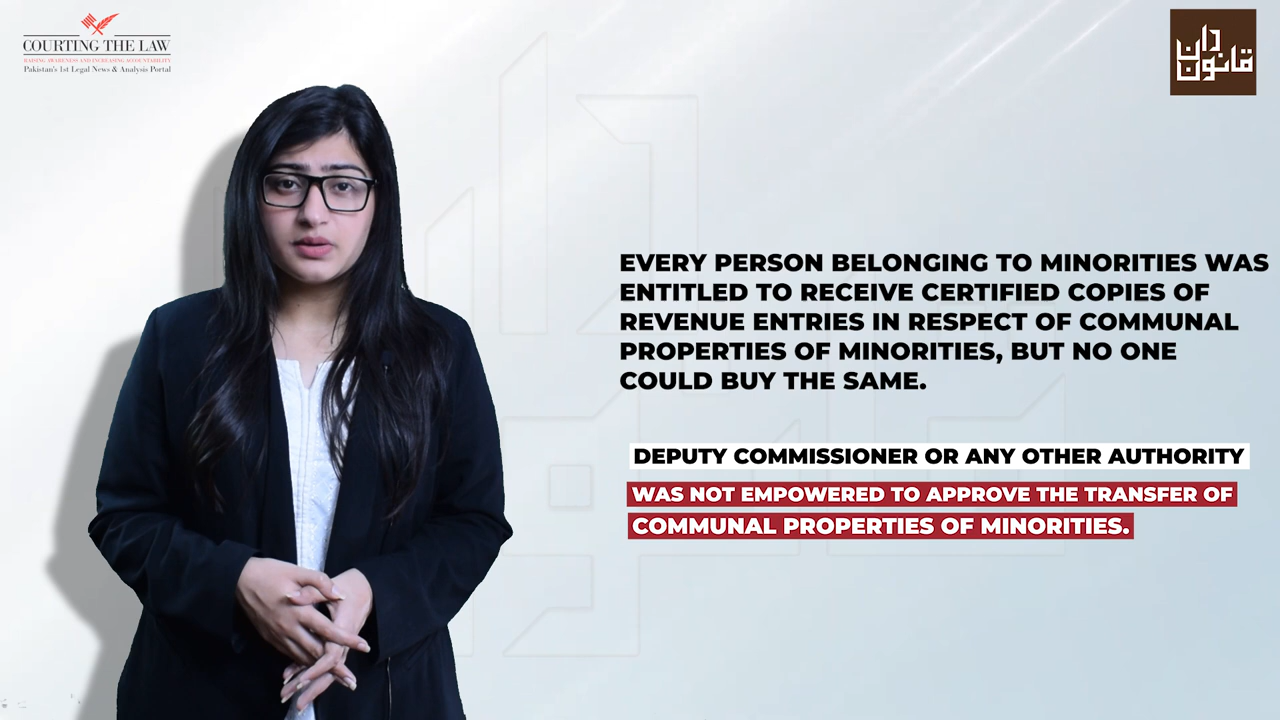 COURTING THE LAW
RAISING AWARENESS AND INCREASING ACCOUNTABILITY
Pakistan's 1st Legal News & Analysis Portal
قانون دان
EVERY PERSON BELONGING TO MINORITIES WAS
ENTITLED TO RECEIVE CERTIFIED COPIES OF
REVENUE ENTRIES IN RESPECT OF COMMUNAL
PROPERTIES OF MINORITIES, BUT NO ONE
COULD BUY THE SAME.
DEPUTY COMMISSIONER OR ANY OTHER AUTHORITY
WAS NOT EMPOWERED TO APPROVE THE TRANSFER OF
COMMUNAL PROPERTIES OF MINORITIES.